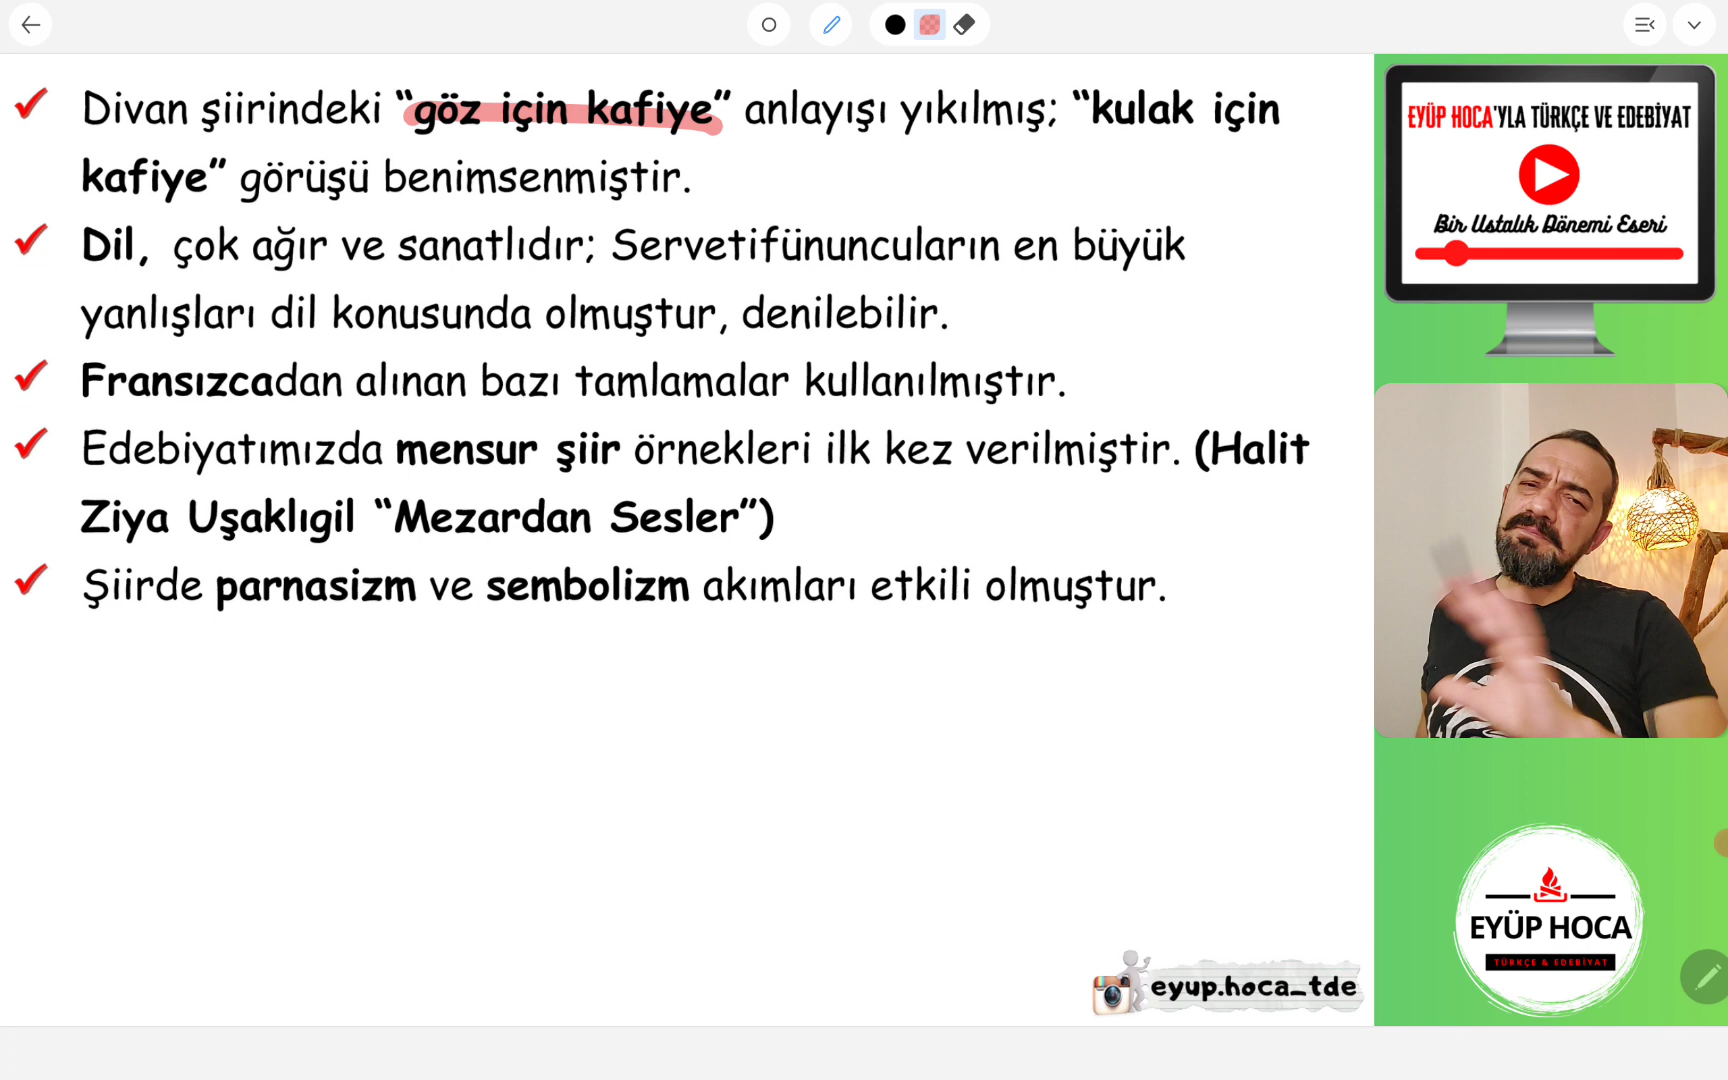 Divan şiirindeki “göz için kafiye” anlayışı yıkılmış; “kulak için
kafiye” görüşü benimsenmiştir.
Dil, çok ağır ve sanatlıdır; Servetifünuncuların en büyük
yanlışları dil konusunda olmuştur, denilebilir.
Fransızcadan alınan bazı tamlamalar kullanılmıştır.
Edebiyatımızda mensur şiir örnekleri ilk kez verilmiştir. (Halit
Ziya Uşaklıgil “Mezardan Sesler”)
Şiirde parnasizm ve sembolizm akımları etkili olmuştur.
eyup.hoca_tde
EYÜP HOCA'YLA TÜRKÇE VE EDEBİYAT
Bir Ustalık Dönemi Eseri
EYÜP HOCA
TÜRKÇE & EDEBİYAT